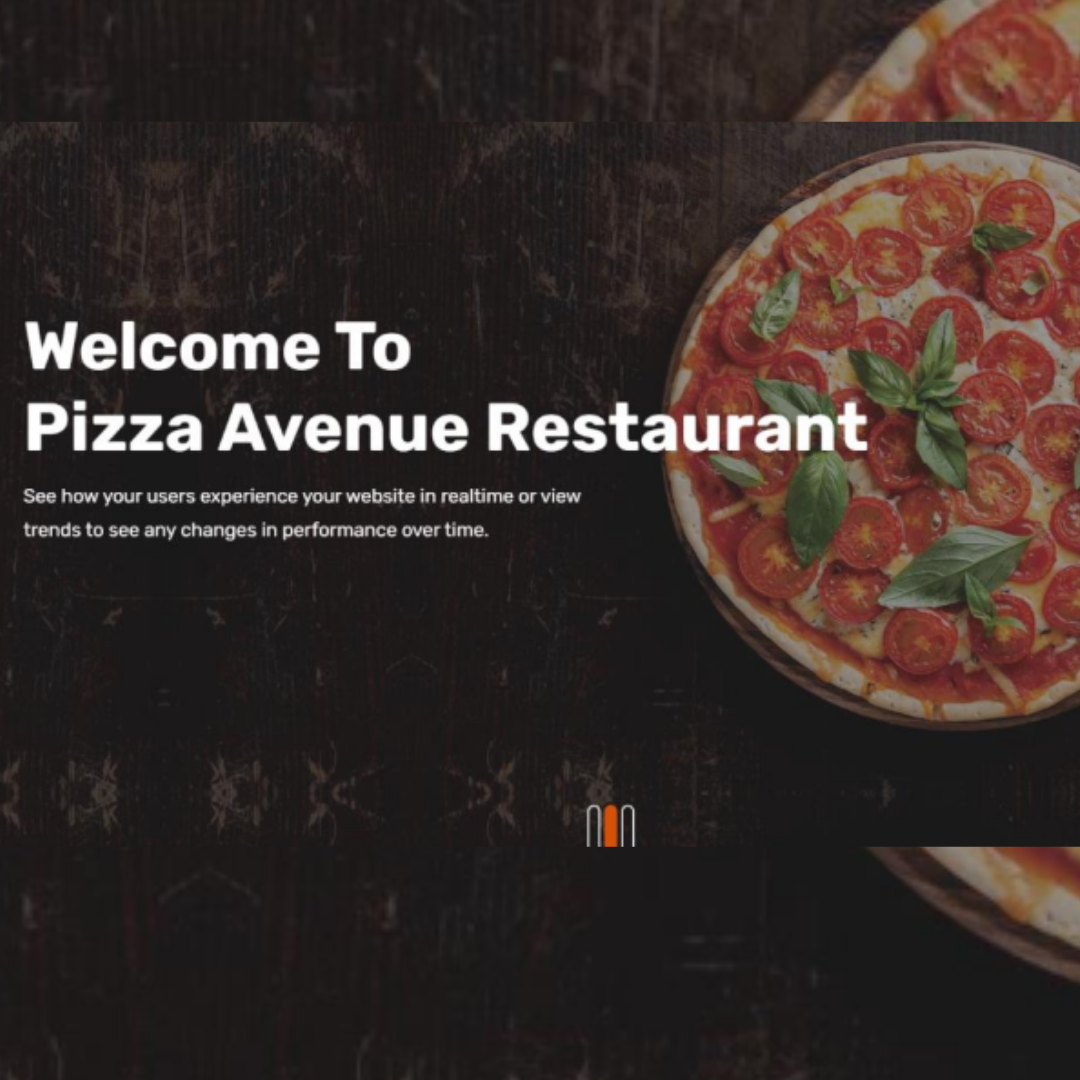 Welcome To
Pizza Avenue Restaurant
See how your users experience your website in realtime or view
trends to see any changes in performance over time.